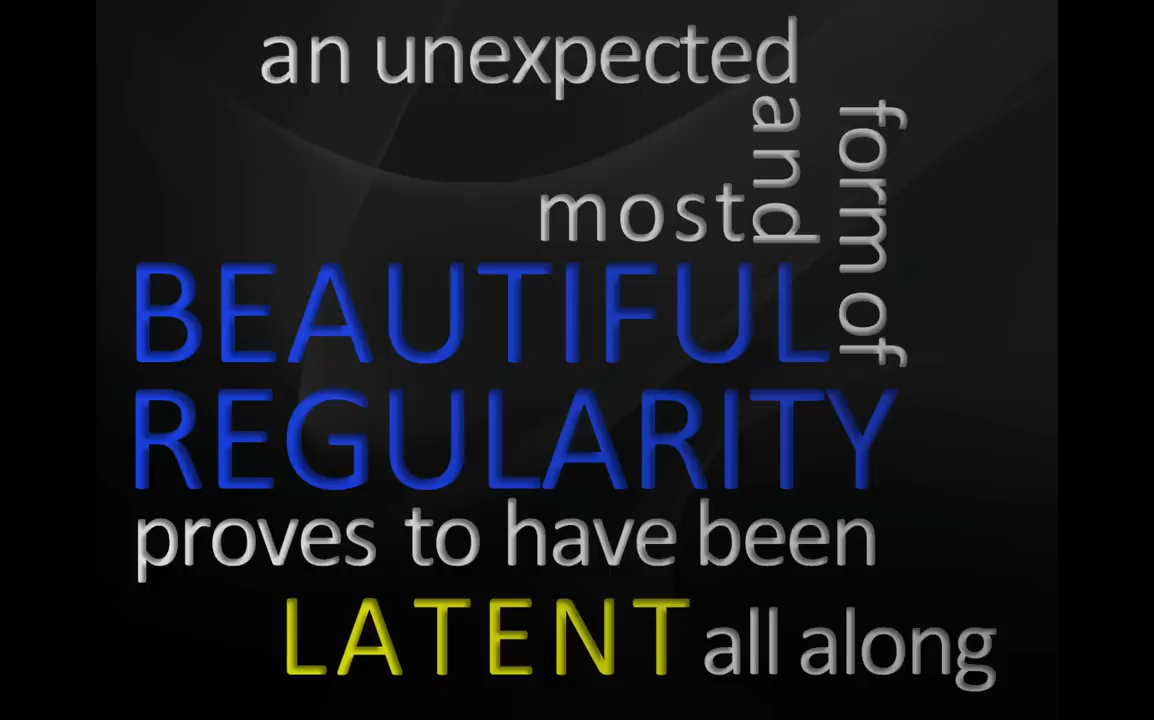 an unexpected
and
form of
most
BEAUTIFUL
REGULARITY
proves to have been
LATENT all along